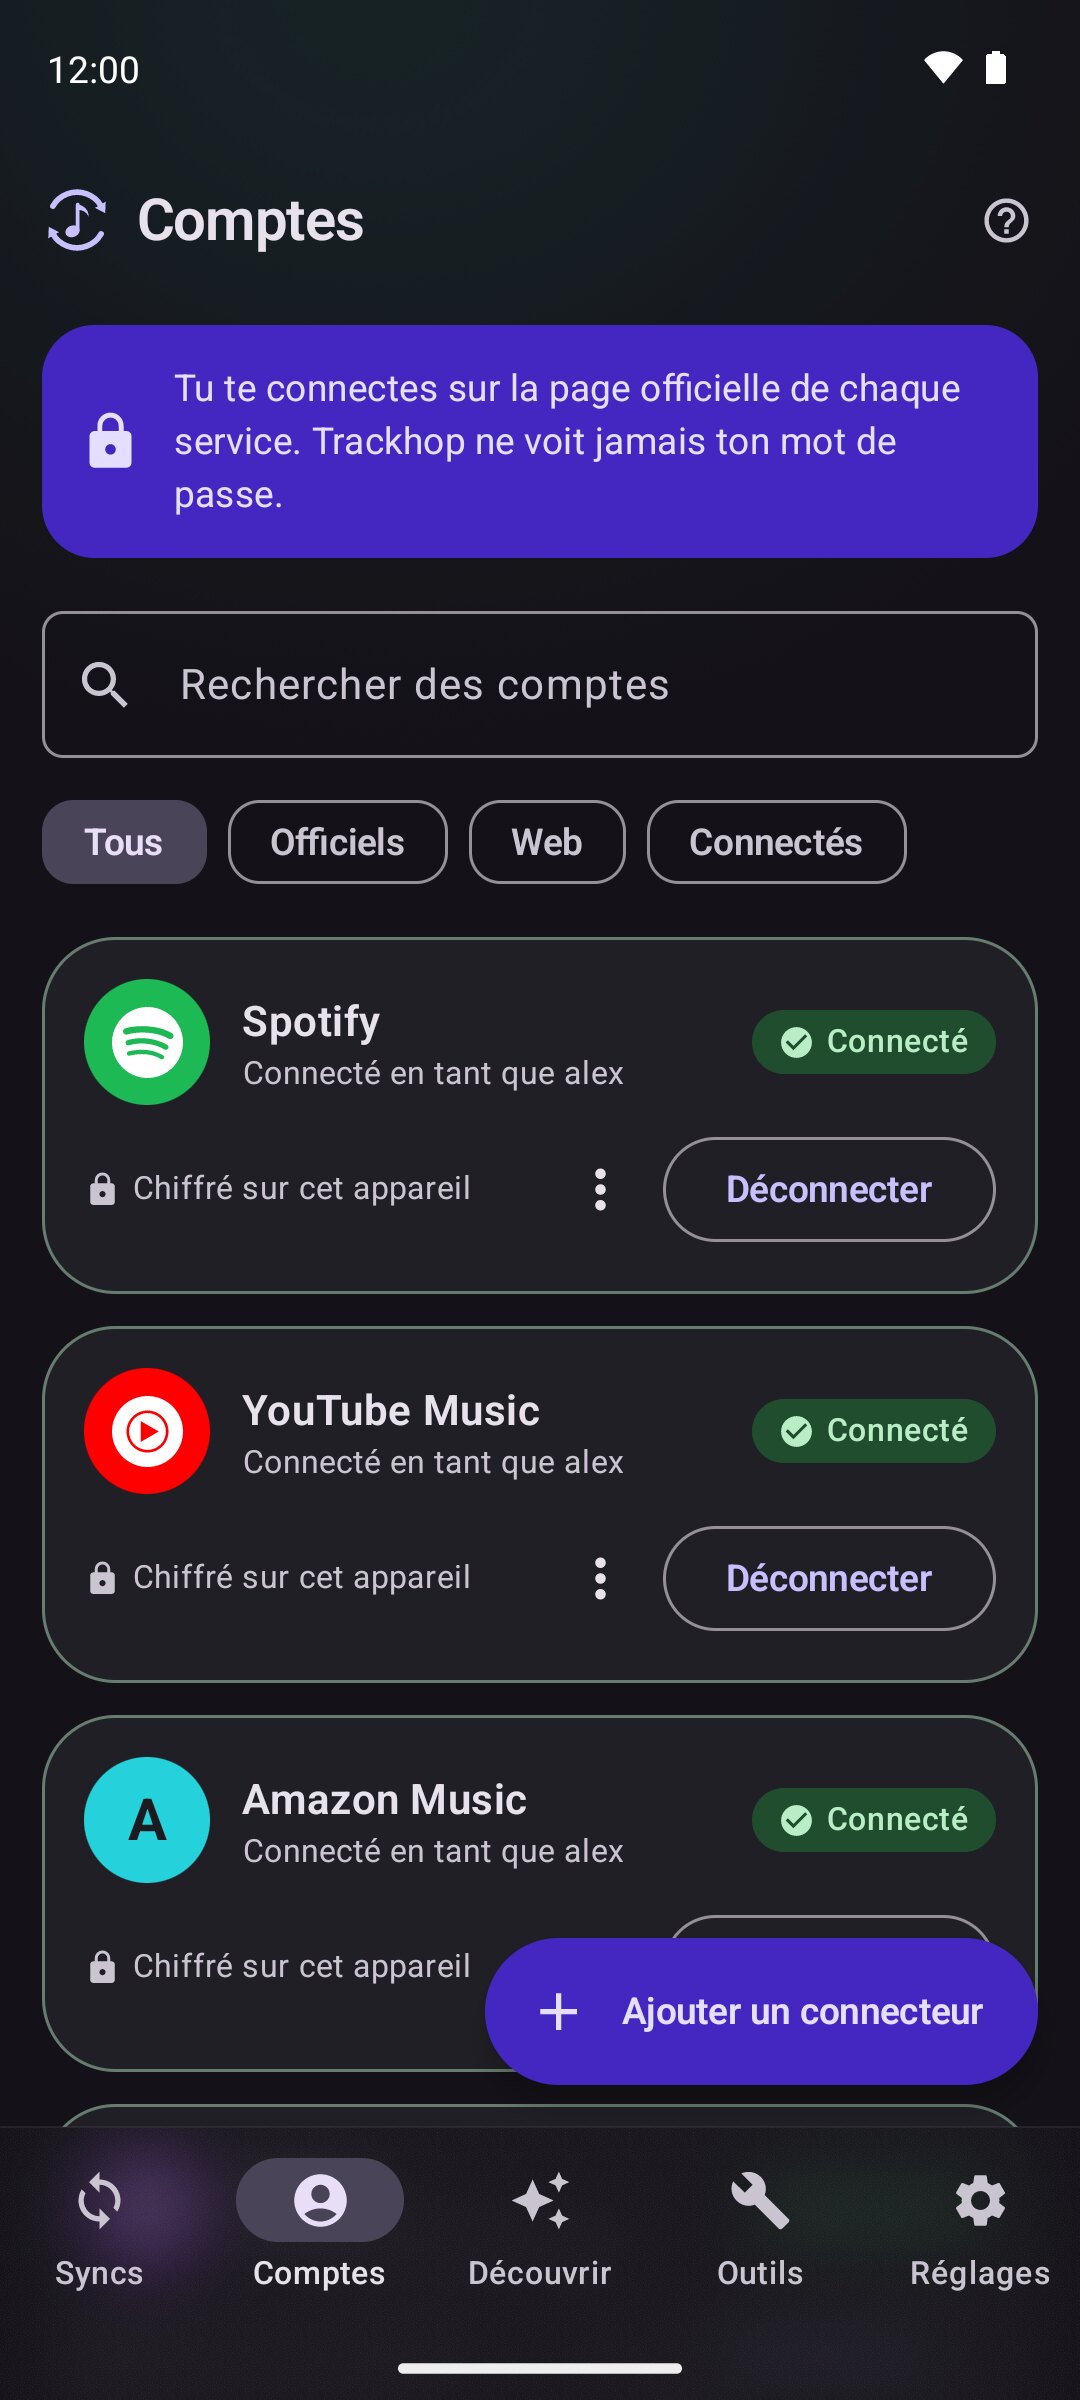 12:00
Comptes
Tu te connectes sur la page officielle de chaque
service. Trackhop ne voit jamais ton mot de
passe.
Rechercher des comptes
Tous
Officiels
Web
Connectés
Spotify
Connecté en tant que alex
Connecté
Chiffré sur cet appareil
Déconnecter
YouTube Music
Connecté en tant que alex
Connecté
Chiffré sur cet appareil
Déconnecter
A
Amazon Music
Connecté en tant que alex
Connecté
Chiffré sur cet appareil
Ajouter un connecteur
Syncs
Comptes
Découvrir
Outils
Réglages